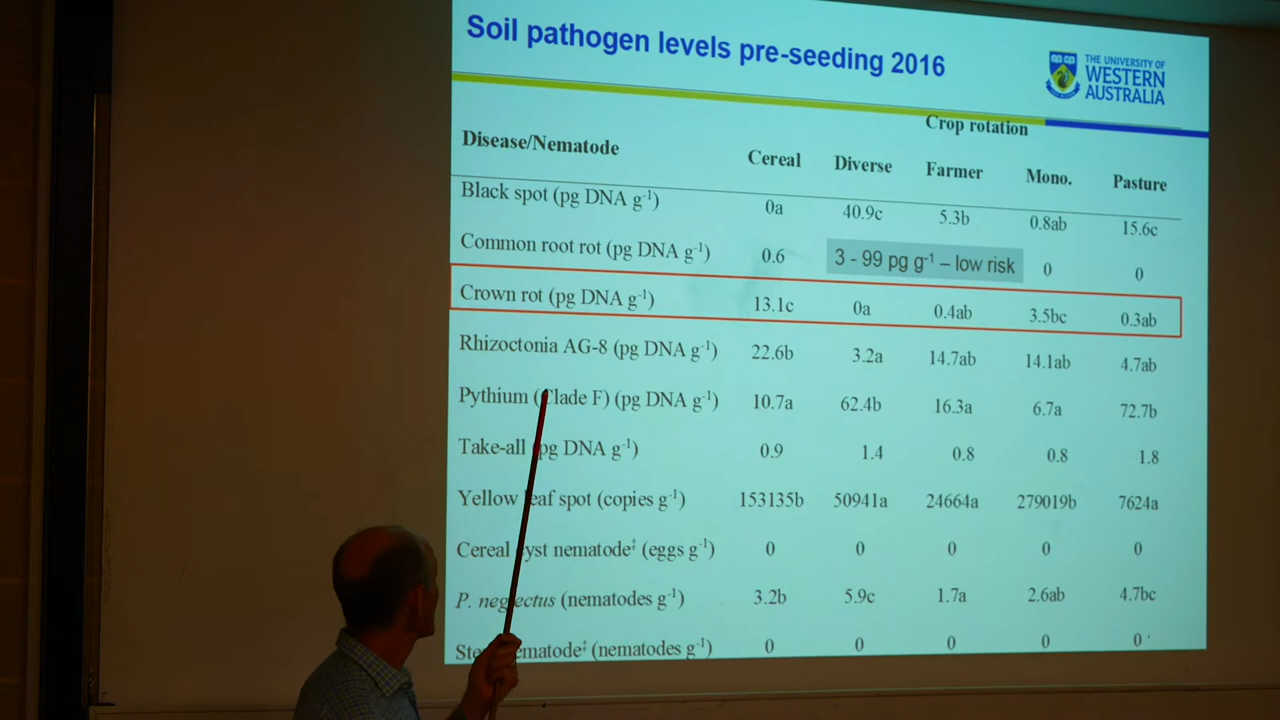 Soil pathogen levels pre-seeding 2016
THE UNIVERSITY OF
WESTERN
AUSTRALIA
Crop rotation
Disease/Nematode Cereal Diverse Farmer Mono. Pasture
Black spot (pg DNA g-1) 0a 40.9c 5.3b 0.8ab 15.6c
Common root rot (pg DNA g-1) 0.6 3 - 99 pg g-1 – low risk 0 0
Crown rot (pg DNA g-1) 13.1c 0a 0.4ab 3.5bc 0.3ab
Rhizoctonia AG-8 (pg DNA g-1) 22.6b 3.2a 14.7ab 14.1ab 4.7ab
Pythium (Clade F) (pg DNA g-1) 10.7a 62.4b 16.3a 6.7a 72.7b
Take-all (pg DNA g-1) 0.9 1.4 0.8 0.8 1.8
Yellow leaf spot (copies g-1) 153135b 50941a 24664a 279019b 7624a
Cereal cyst nematode‡ (eggs g-1) 0 0 0 0 0
P. neglectus (nematodes g-1) 3.2b 5.9c 1.7a 2.6ab 4.7bc
Stem nematode‡ (nematodes g-1) 0 0 0 0 0